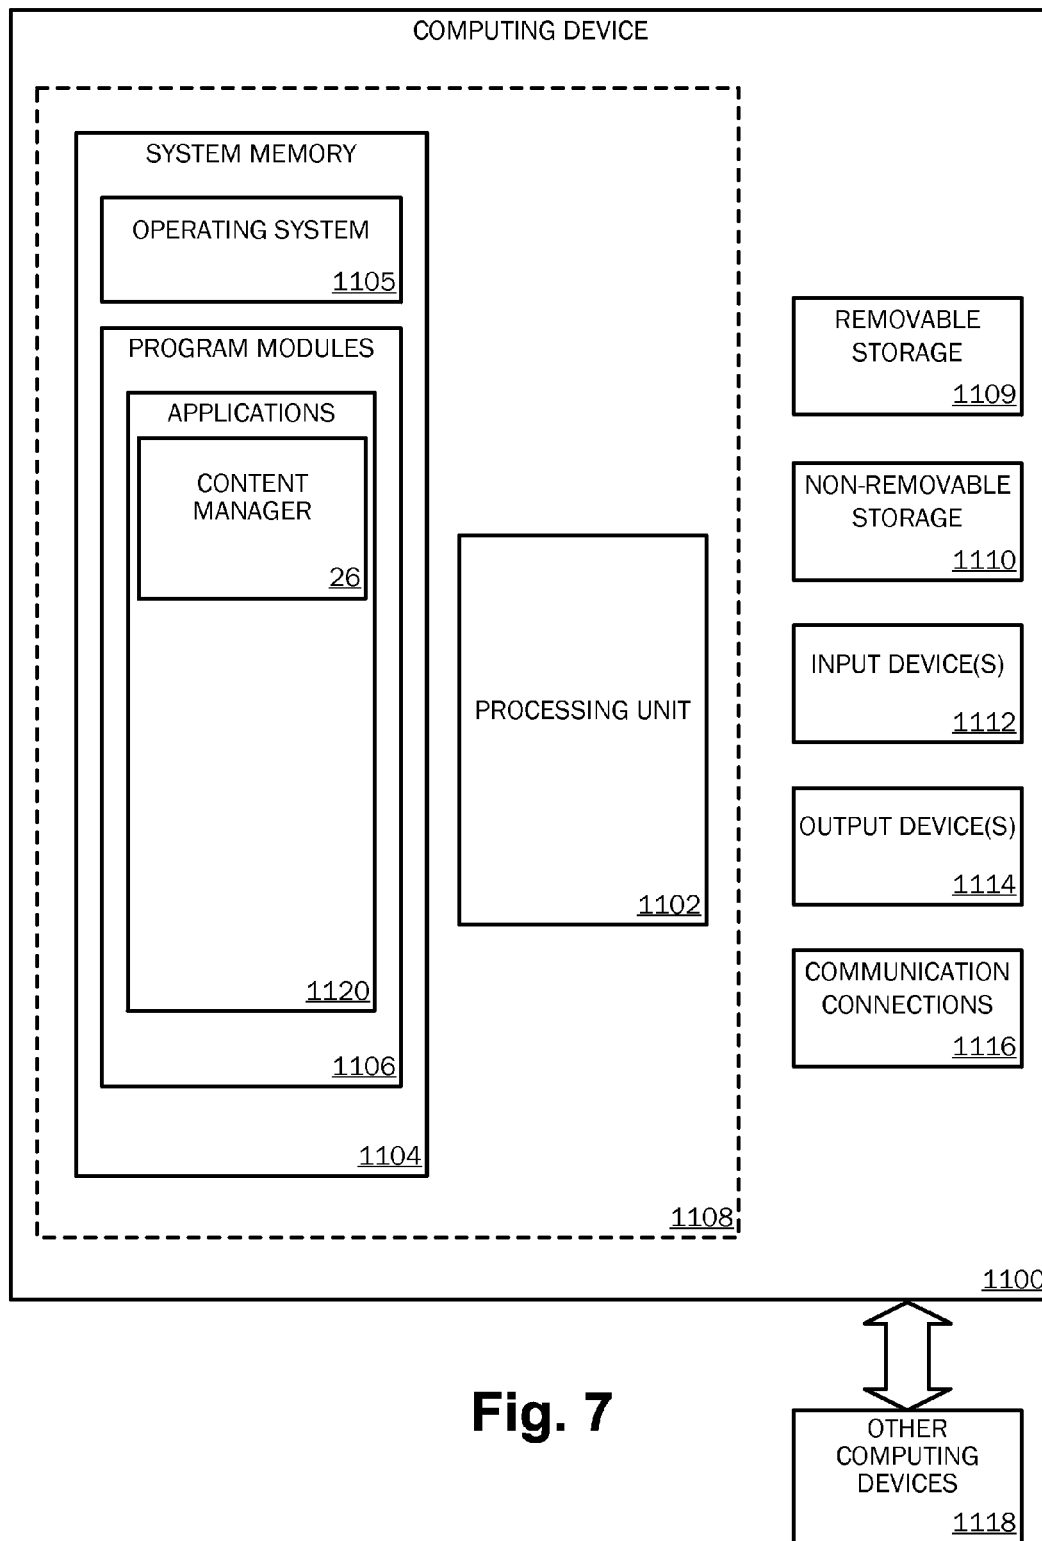 COMPUTING DEVICE
SYSTEM MEMORY
OPERATING SYSTEM
1105
PROGRAM MODULES
APPLICATIONS
CONTENT
MANAGER
26
1120
1106
1104
PROCESSING UNIT
1102
1108
REMOVABLE
STORAGE
1109
NON-REMOVABLE
STORAGE
1110
INPUT DEVICE(S)
1112
OUTPUT DEVICE(S)
1114
COMMUNICATION
CONNECTIONS
1116
1100
Fig. 7
OTHER
COMPUTING
DEVICES
1118